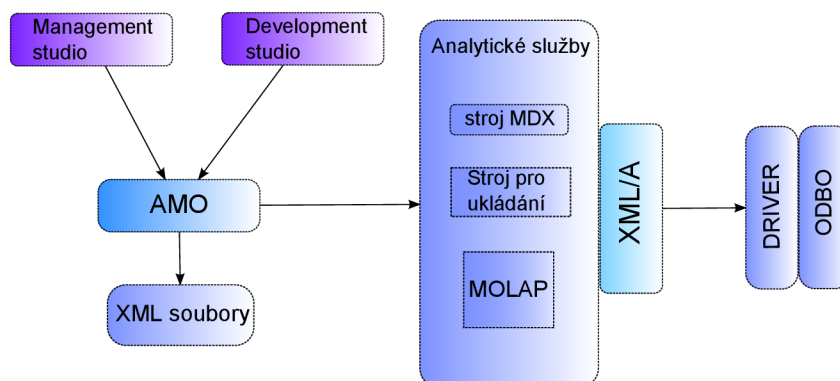 Management
studio
Development
studio
AMO
XML soubory
Analytické služby
stroj MDX
Stroj pro
ukládání
MOLAP
XML/A
DRIVER
ODBO